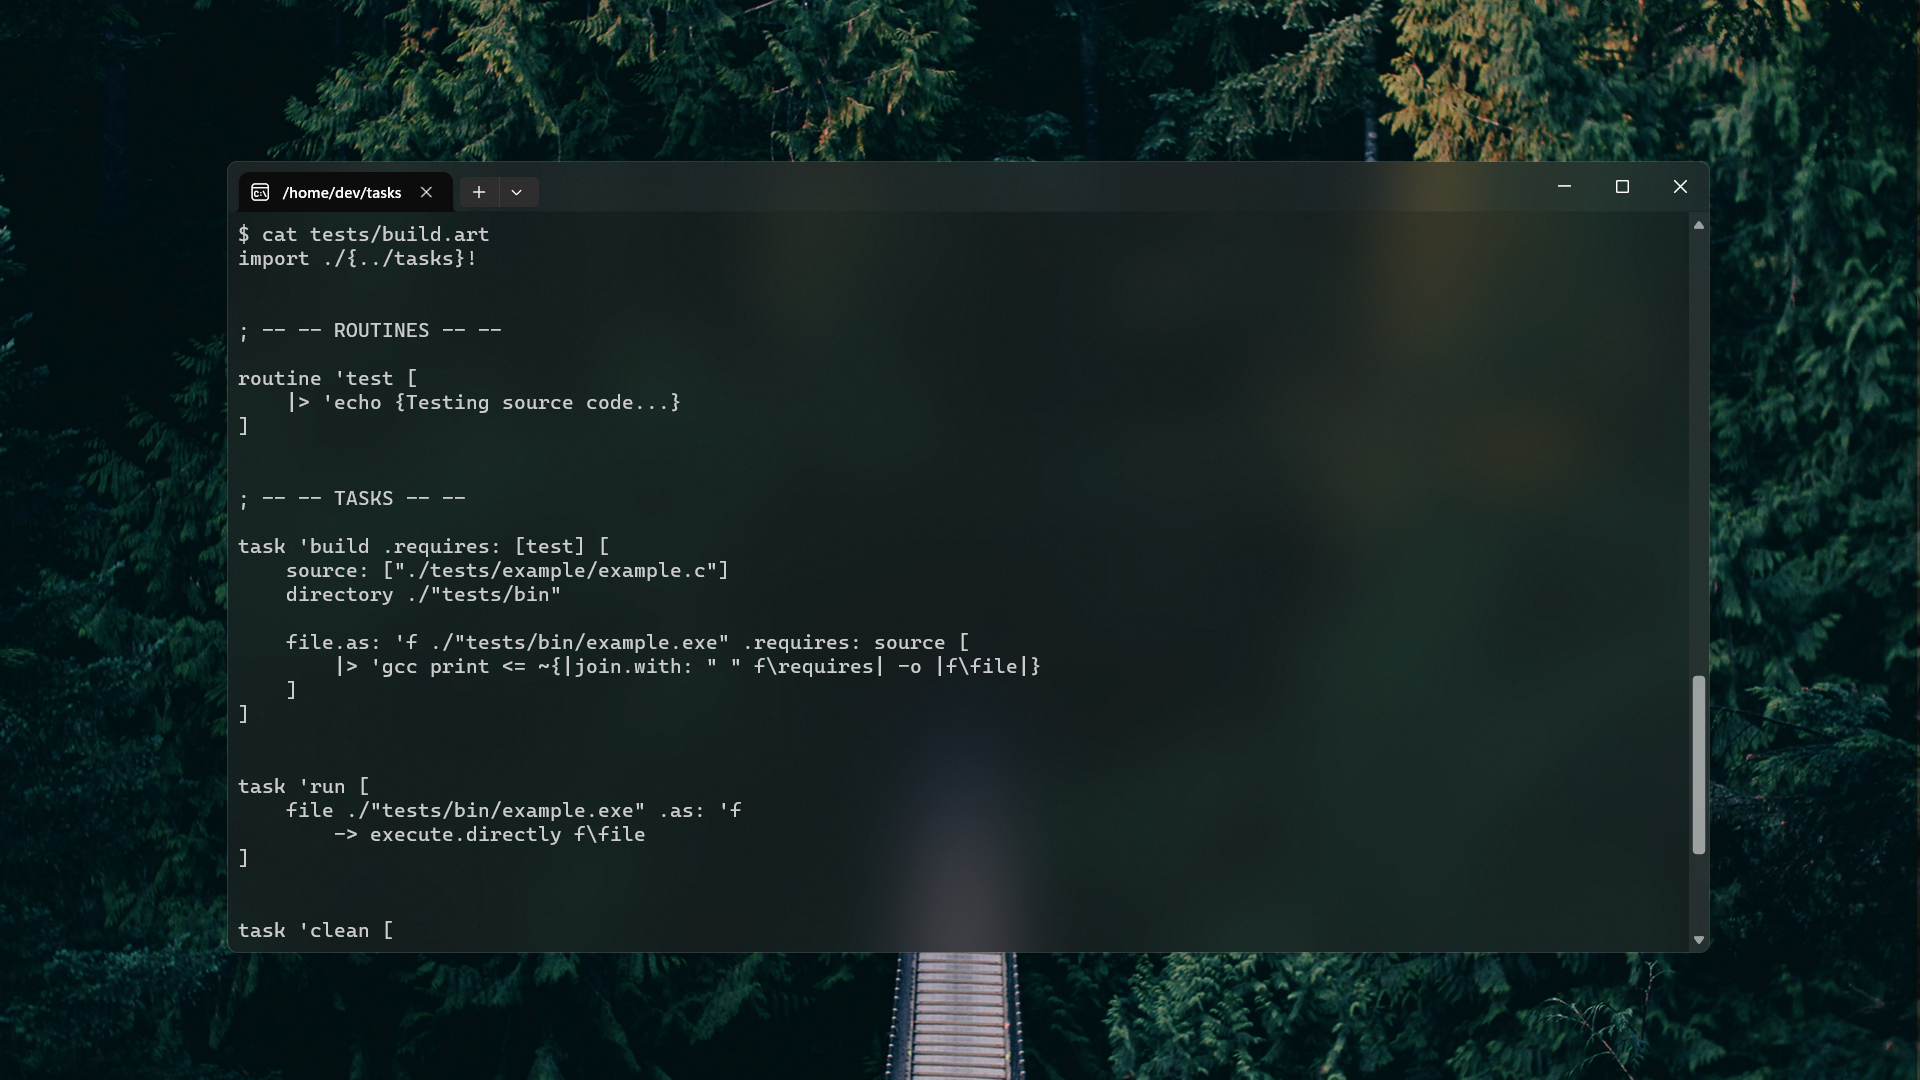 /home/dev/tasks
$ cat tests/build.art
import ./{../tasks}!
; -- -- ROUTINES -- --
routine 'test [
    |> 'echo {Testing source code...}
]
; -- -- TASKS -- --
task 'build .requires: [test] [
    source: ["./tests/example/example.c"]
    directory ./"tests/bin"
    file.as: 'f ./"tests/bin/example.exe" .requires: source [
        |> 'gcc print <= ~{|join.with: " " f\requires| -o |f\file|}
    ]
]
task 'run [
    file ./"tests/bin/example.exe" .as: 'f
        -> execute.directly f\file
]
task 'clean [